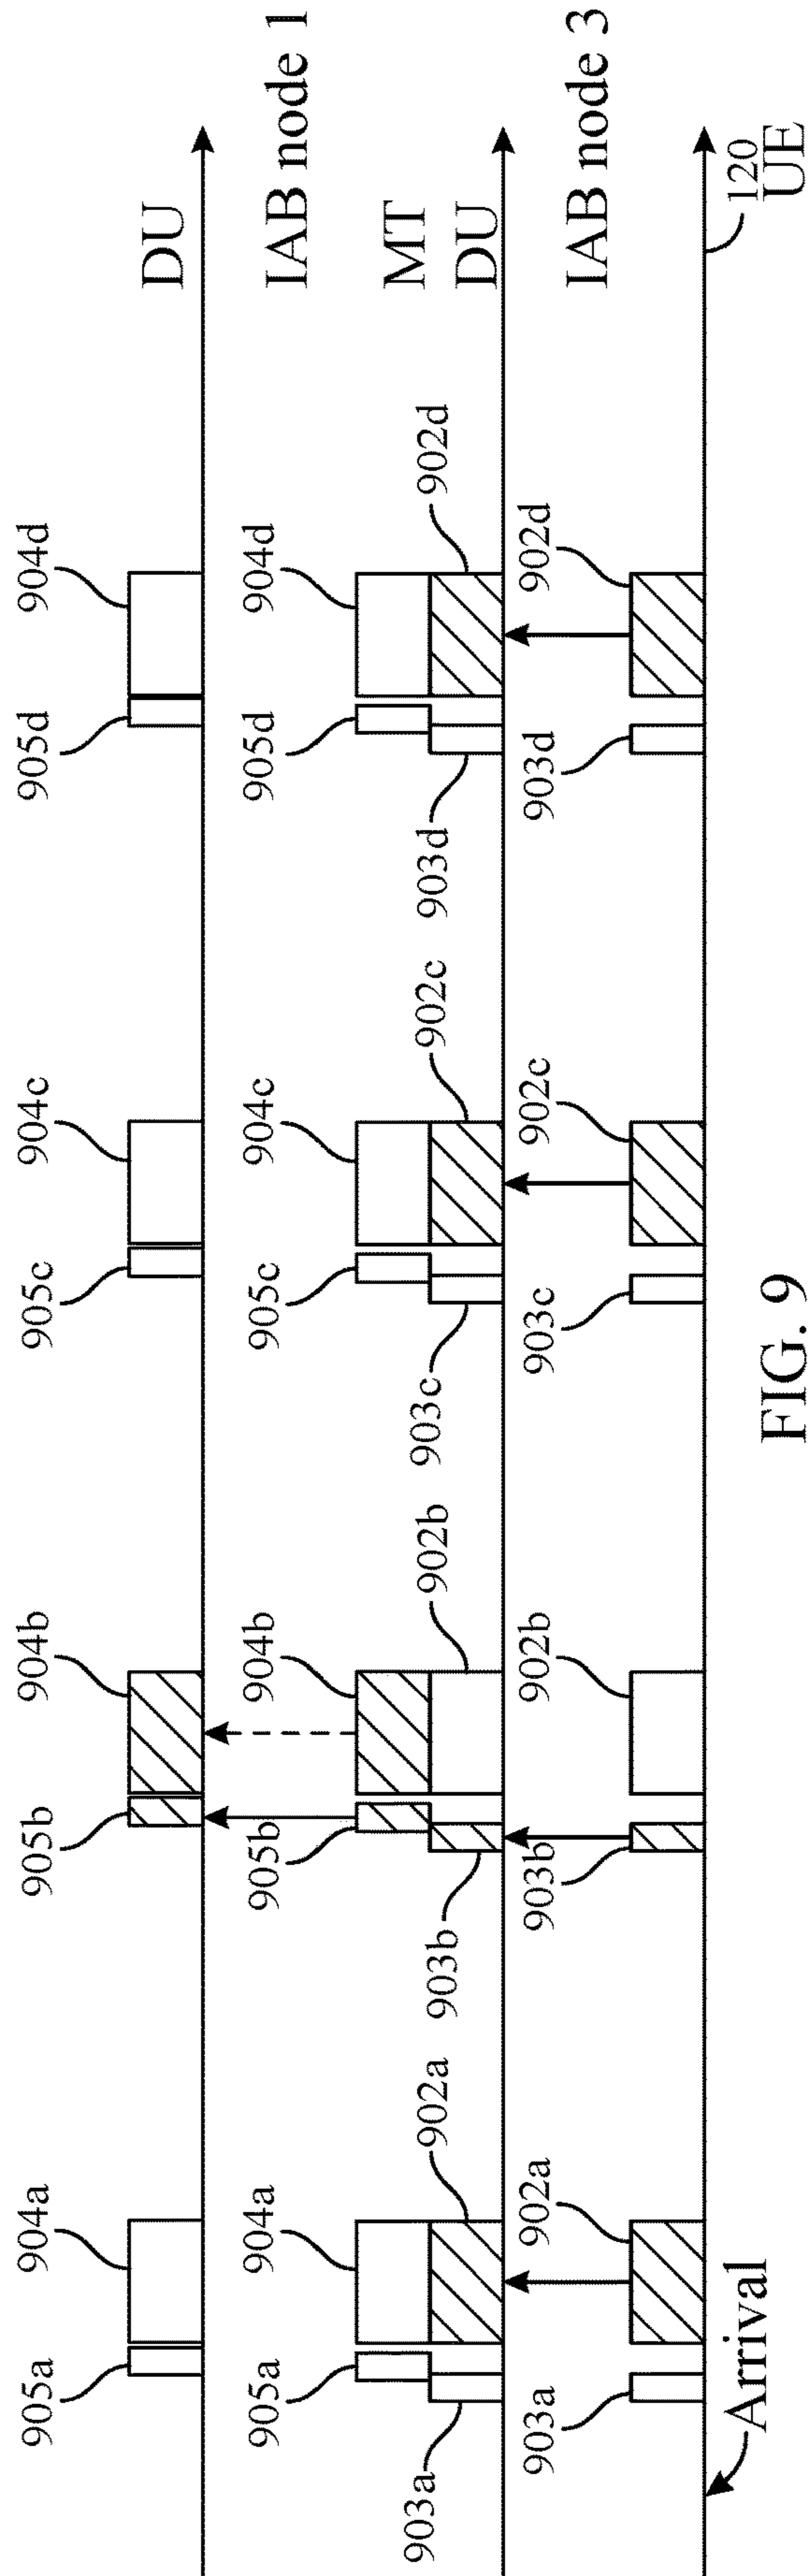 905a
904a
905b
904b
905c
904c
905d
904d
DU
IAB node 1
905a
904a
905b
904b
905c
904c
905d
904d
MT
903a
902a
903b
902b
903c
902c
903d
902d
DU
IAB node 3
903a
902a
903b
902b
903c
902c
903d
902d
Arrival
120
UE
FIG. 9